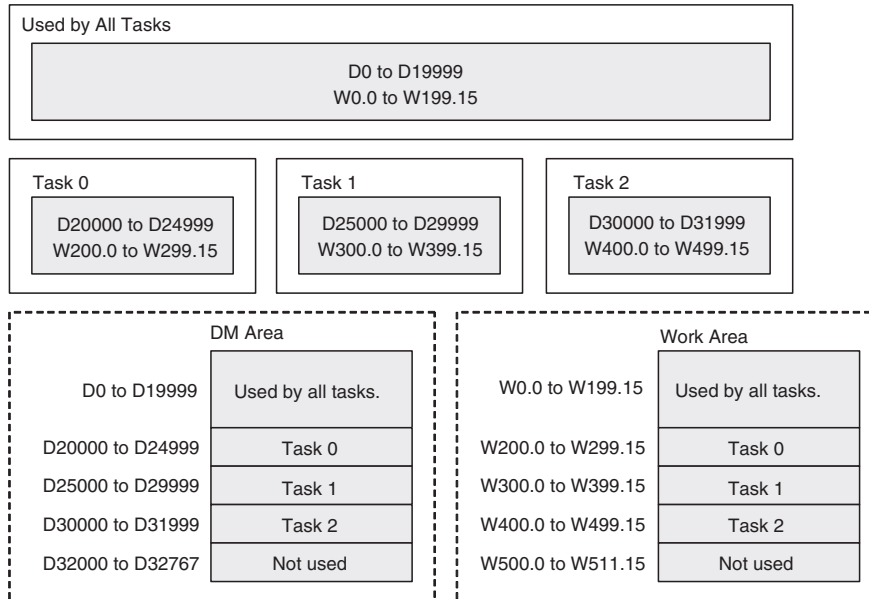 Used by All Tasks
D0 to D19999
W0.0 to W199.15
Task 0
D20000 to D24999
W200.0 to W299.15
Task 1
D25000 to D29999
W300.0 to W399.15
Task 2
D30000 to D31999
W400.0 to W499.15
DM Area
D0 to D19999 Used by all tasks.
D20000 to D24999 Task 0
D25000 to D29999 Task 1
D30000 to D31999 Task 2
D32000 to D32767 Not used
Work Area
W0.0 to W199.15 Used by all tasks.
W200.0 to W299.15 Task 0
W300.0 to W399.15 Task 1
W400.0 to W499.15 Task 2
W500.0 to W511.15 Not used